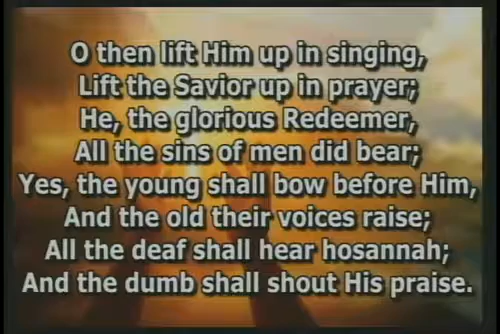 O then lift Him up in singing,
Lift the Savior up in prayer;
He, the glorious Redeemer,
All the sins of men did bear;
Yes, the young shall bow before Him,
And the old their voices raise;
All the deaf shall hear hosannah;
And the dumb shall shout His praise.